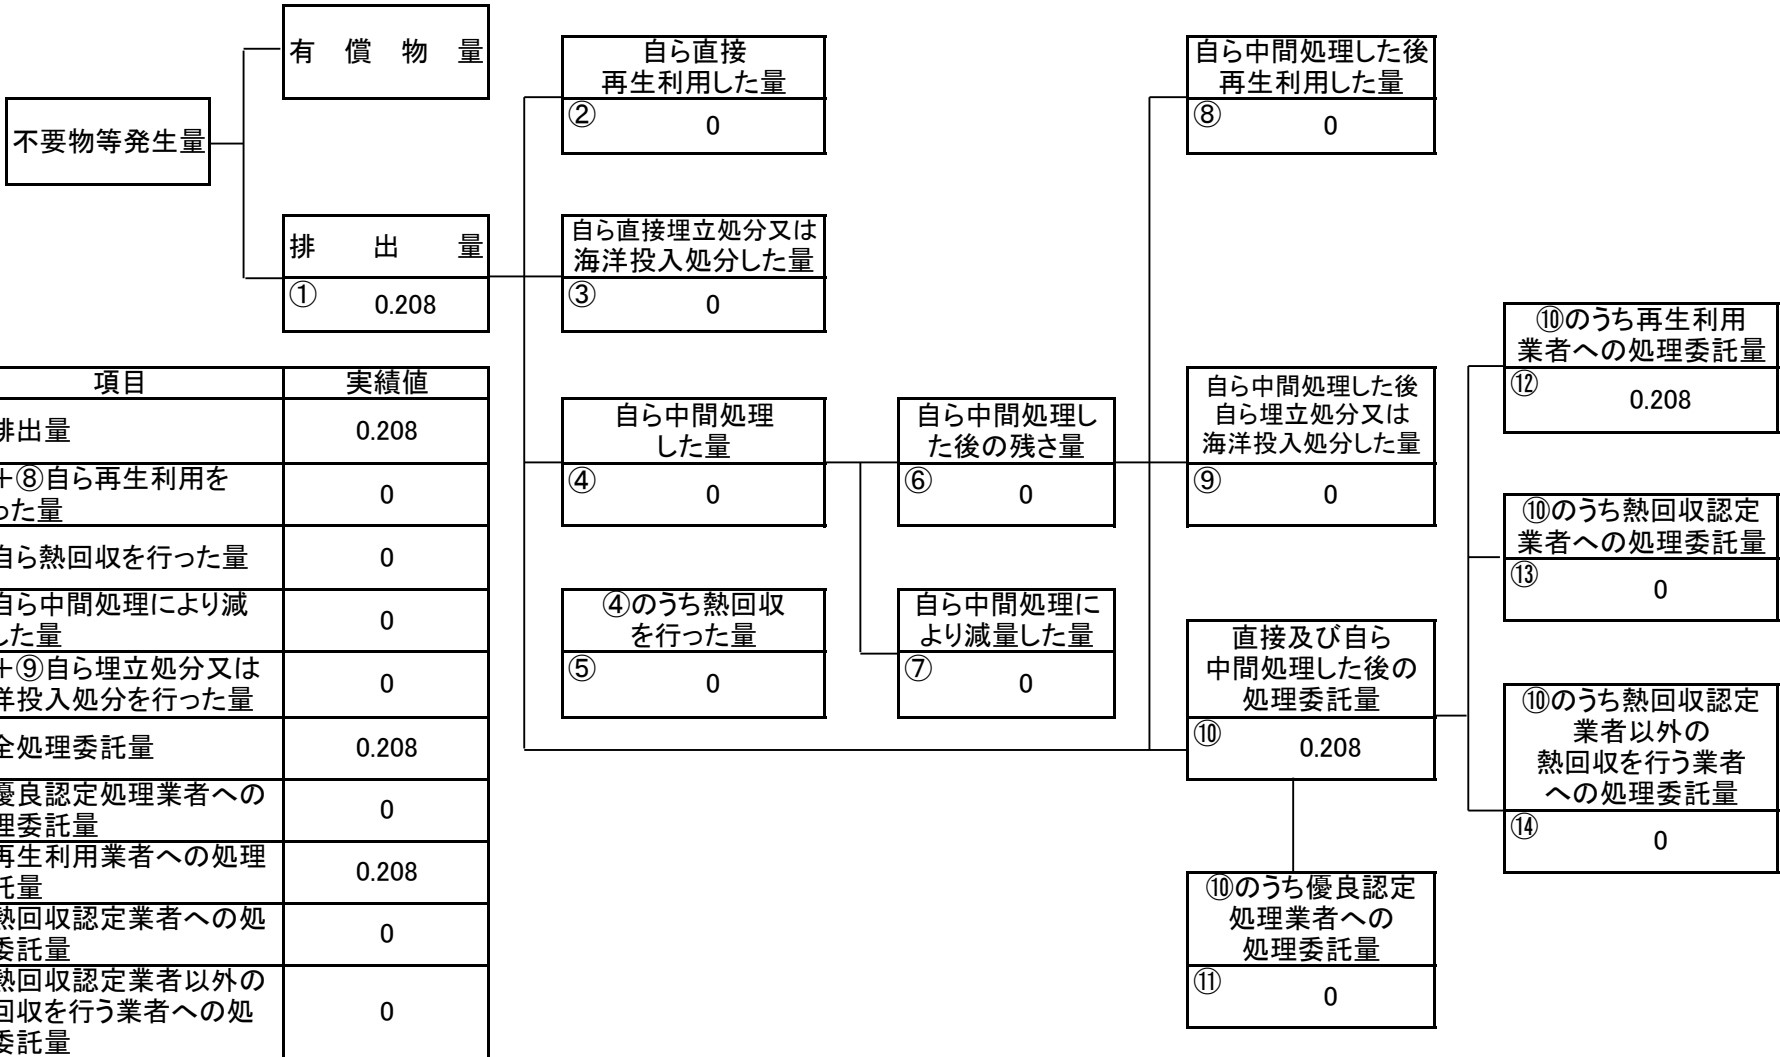 不要物等発生量
有償物量
排出量
① 0.208
自ら直接
再生利用した量
② 0
自ら直接埋立処分又は
海洋投入処分した量
③ 0
自ら中間処理
した量
④ 0
④のうち熱回収
を行った量
⑤ 0
自ら中間処理し
た後の残さ量
⑥ 0
自ら中間処理に
より減量した量
⑦ 0
自ら中間処理した後
再生利用した量
⑧ 0
自ら中間処理した後
自ら埋立処分又は
海洋投入処分した量
⑨ 0
直接及び自ら
中間処理した後の
処理委託量
⑩ 0.208
⑩のうち優良認定
処理業者への
処理委託量
⑪ 0
⑩のうち再生利用
業者への処理委託量
⑫ 0.208
⑩のうち熱回収認定
業者への処理委託量
⑬ 0
⑩のうち熱回収認定
業者以外の
熱回収を行う業者
への処理委託量
⑭ 0
項目 実績値
排出量 0.208
+⑧自ら再生利用を
った量 0
自ら熱回収を行った量 0
自ら中間処理により減
した量 0
+⑨自ら埋立処分又は
洋投入処分を行った量 0
全処理委託量 0.208
優良認定処理業者への
理委託量 0
再生利用業者への処理
託量 0.208
熱回収認定業者への処
委託量 0
熱回収認定業者以外の
回収を行う業者への処
委託量 0